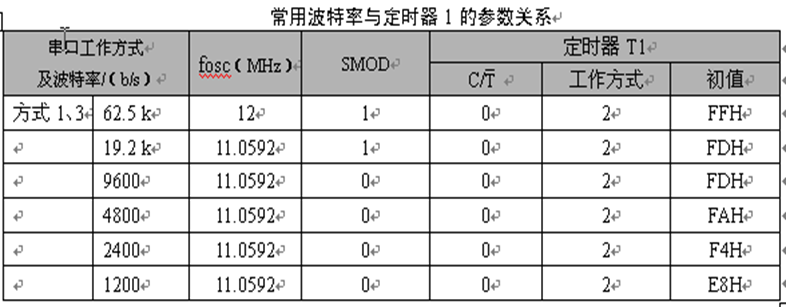 常用波特率与定时器 1 的参数关系
串口工作方式 及波特率/(b/s) fosc(MHz) SMOD 定时器 T1
C/T̅ 工作方式 初值
方式 1、3 62.5 k 12 1 0 2 FFH
19.2 k 11.0592 1 0 2 FDH
9600 11.0592 0 0 2 FDH
4800 11.0592 0 0 2 FAH
2400 11.0592 0 0 2 F4H
1200 11.0592 0 0 2 E8H